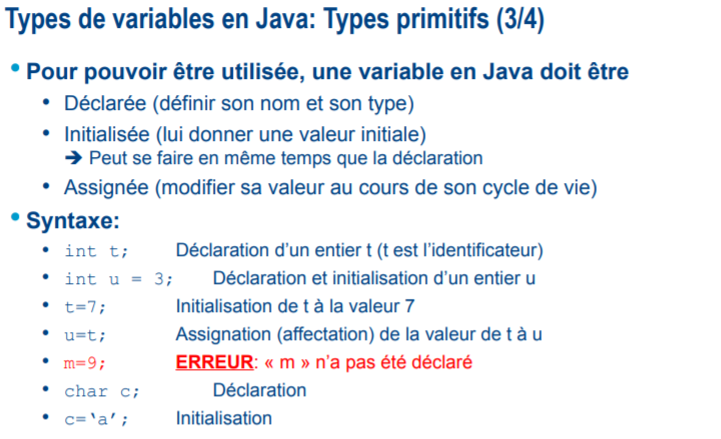 Types de variables en Java: Types primitifs (3/4)
• Pour pouvoir être utilisée, une variable en Java doit être
• Déclarée (définir son nom et son type)
• Initialisée (lui donner une valeur initiale)
➔ Peut se faire en même temps que la déclaration
• Assignée (modifier sa valeur au cours de son cycle de vie)
• Syntaxe:
• int t; Déclaration d’un entier t (t est l’identificateur)
• int u = 3; Déclaration et initialisation d’un entier u
• t=7; Initialisation de t à la valeur 7
• u=t; Assignation (affectation) de la valeur de t à u
• m=9; ERREUR: « m » n’a pas été déclaré
• char c; Déclaration
• c=‘a’; Initialisation